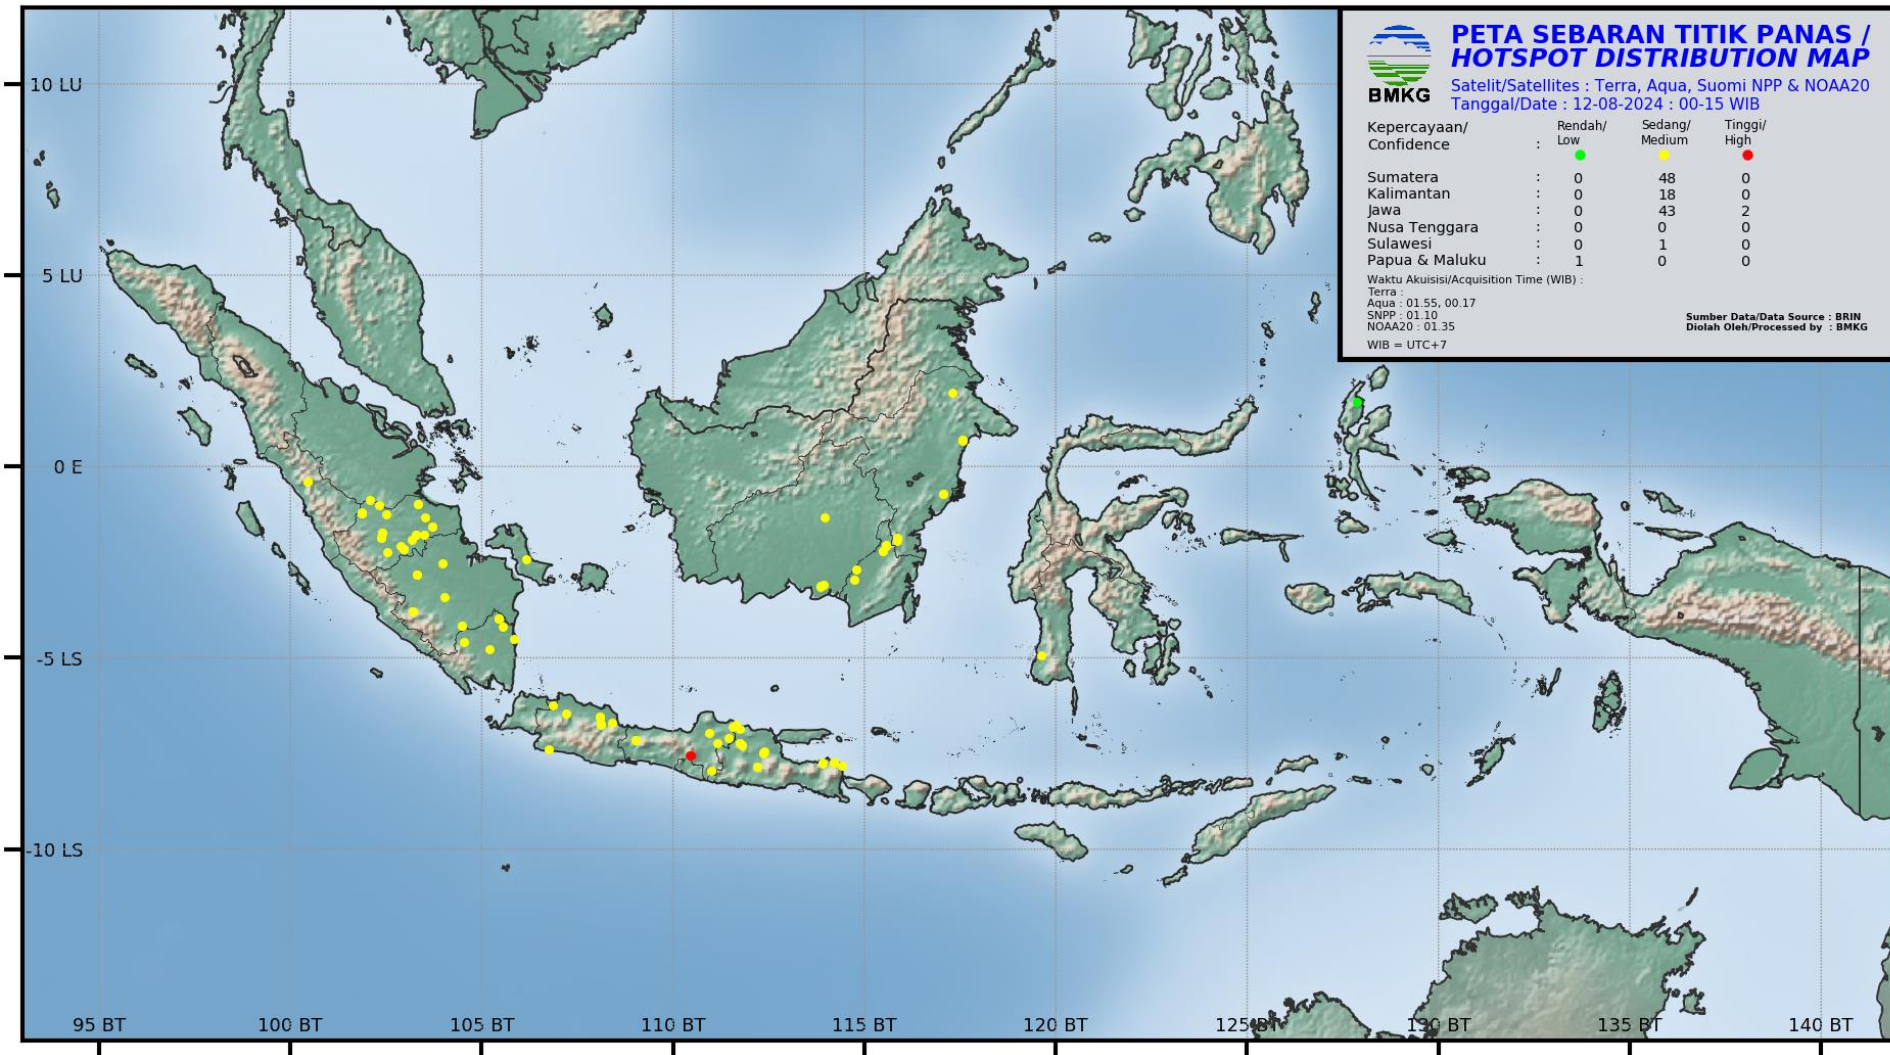 PETA SEBARAN TITIK PANAS /
HOTSPOT DISTRIBUTION MAP
BMKG
Satelit/Satellites : Terra, Aqua, Suomi NPP & NOAA20
Tanggal/Date : 12-08-2024 : 00-15 WIB
Kepercayaan/ Rendah/ Sedang/ Tinggi/
Confidence : Low Medium High
Sumatera : 0 48 0
Kalimantan : 0 18 0
Jawa : 0 43 2
Nusa Tenggara : 0 0 0
Sulawesi : 0 1 0
Papua & Maluku : 1 0 0
Waktu Akuisisi/Acquisition Time (WIB) :
Terra :
Aqua : 01.55, 00.17
SNPP : 01.10
NOAA20 : 01.35
WIB = UTC+7
Sumber Data/Data Source : BRIN
Diolah Oleh/Processed by : BMKG
10 LU
5 LU
0 E
-5 LS
-10 LS
95 BT 100 BT 105 BT 110 BT 115 BT 120 BT 125 BT 130 BT 135 BT 140 BT